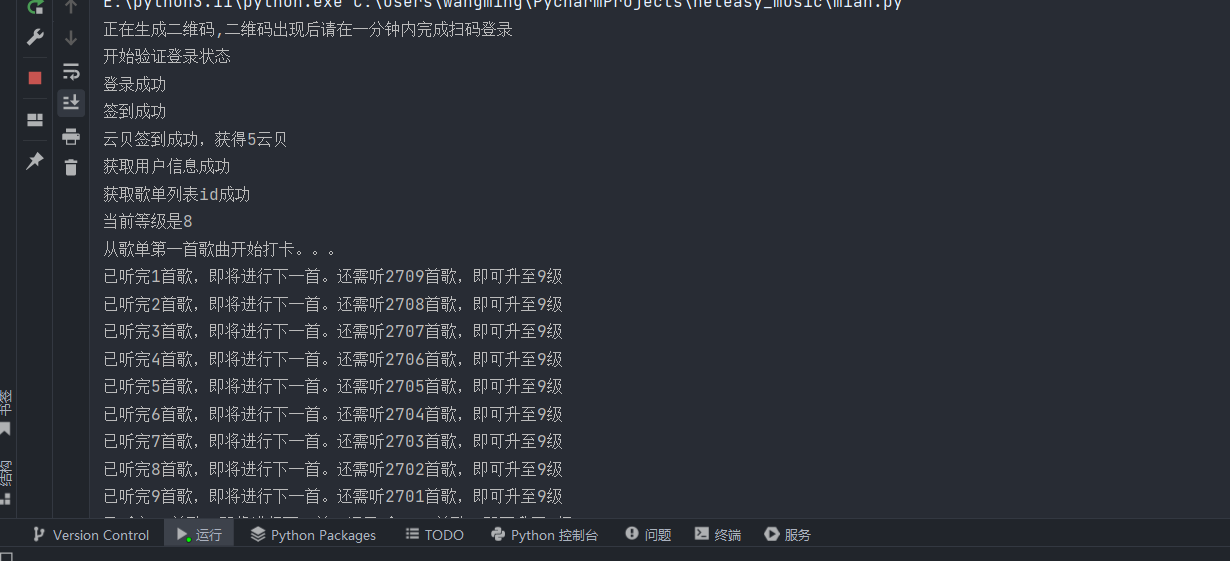 E:\python3.11\python.exe C:\Users\Wangming\PycharmProjects\neteasy_music\mian.py
正在生成二维码,二维码出现后请在一分钟内完成扫码登录
开始验证登录状态
登录成功
签到成功
云贝签到成功，获得5云贝
获取用户信息成功
获取歌单列表id成功
当前等级是8
从歌单第一首歌曲开始打卡。。。
已听完1首歌，即将进行下一首。还需听2709首歌，即可升至9级
已听完2首歌，即将进行下一首。还需听2708首歌，即可升至9级
已听完3首歌，即将进行下一首。还需听2707首歌，即可升至9级
已听完4首歌，即将进行下一首。还需听2706首歌，即可升至9级
已听完5首歌，即将进行下一首。还需听2705首歌，即可升至9级
已听完6首歌，即将进行下一首。还需听2704首歌，即可升至9级
已听完7首歌，即将进行下一首。还需听2703首歌，即可升至9级
已听完8首歌，即将进行下一首。还需听2702首歌，即可升至9级
已听完9首歌，即将进行下一首。还需听2701首歌，即可升至9级
书签
结构
Version Control 运行 Python Packages TODO Python 控制台 问题 终端 服务